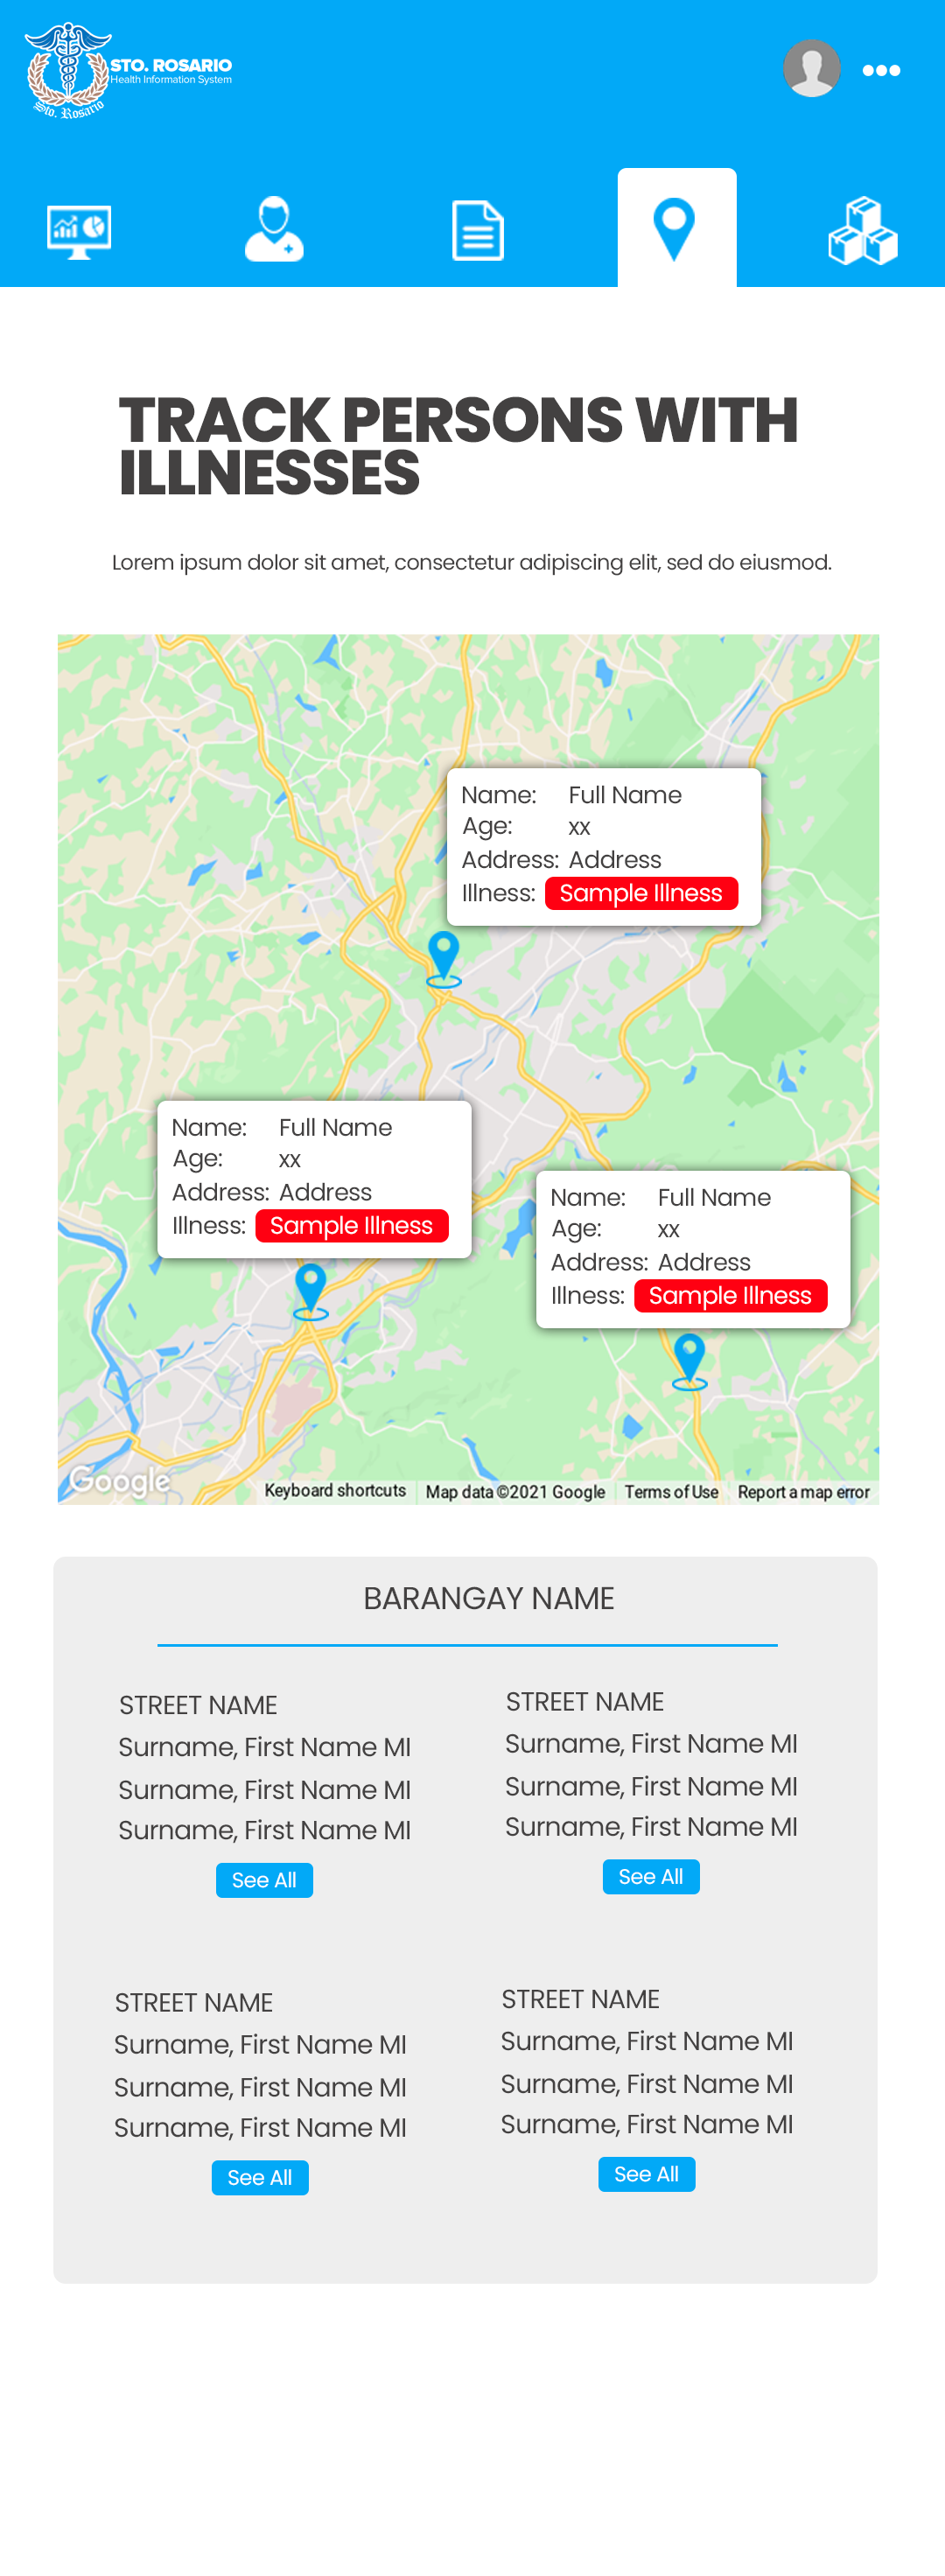 STO. ROSARIO
Health Information System
Sto. Rosario
TRACK PERSONS WITH
ILLNESSES
Lorem ipsum dolor sit amet, consectetur adipiscing elit, sed do eiusmod.
Name: Full Name
Age: xx
Address: Address
Illness: Sample Illness
Name: Full Name
Age: xx
Address: Address
Illness: Sample Illness
Name: Full Name
Age: xx
Address: Address
Illness: Sample Illness
Google
Keyboard shortcuts Map data ©2021 Google Terms of Use Report a map error
BARANGAY NAME
STREET NAME
Surname, First Name MI
Surname, First Name MI
Surname, First Name MI
See All
STREET NAME
Surname, First Name MI
Surname, First Name MI
Surname, First Name MI
See All
STREET NAME
Surname, First Name MI
Surname, First Name MI
Surname, First Name MI
See All
STREET NAME
Surname, First Name MI
Surname, First Name MI
Surname, First Name MI
See All